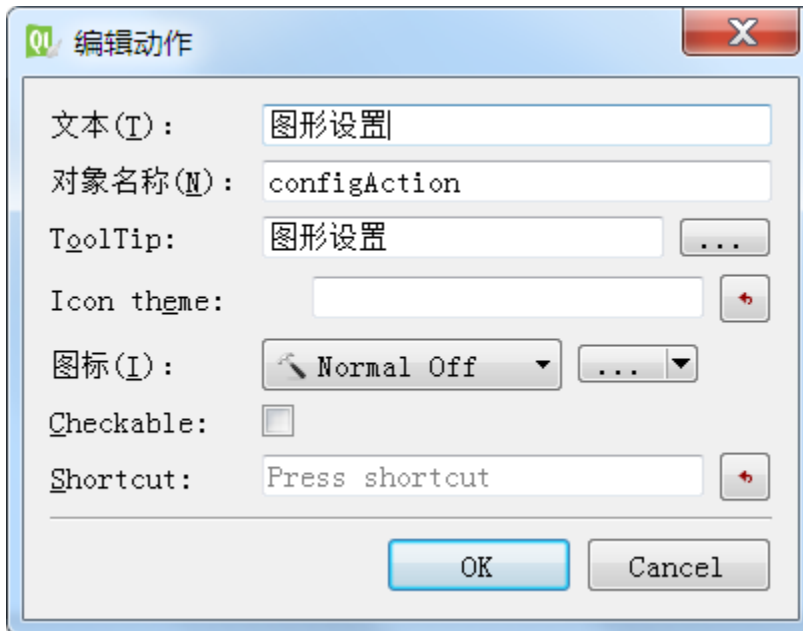 编辑动作
文本(T): 图形设置
对象名称(N): configAction
ToolTip: 图形设置 ...
Icon theme:
图标(I): Normal Off ...
Checkable:
Shortcut: Press shortcut
OK Cancel